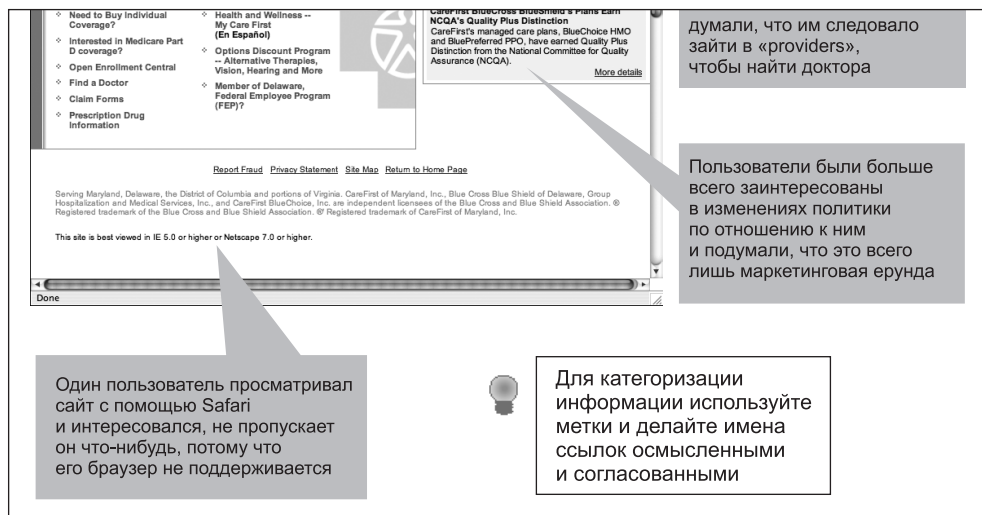 Need to Buy Individual
Coverage?
Interested in Medicare Part
D coverage?
Open Enrollment Central
Find a Doctor
Claim Forms
Prescription Drug
Information
Health and Wellness --
My Care First
(En Español)
Options Discount Program
-- Alternative Therapies,
Vision, Hearing and More
Member of Delaware,
Federal Employee Program
(FEP)?
CareFirst BlueCross BlueShield's Plans Earn
NCQA's Quality Plus Distinction
CareFirst's managed care plans, BlueChoice HMO
and BluePreferred PPO, have earned Quality Plus
Distinction from the National Committee for Quality
Assurance (NCQA).
More details
думали, что им следовало
зайти в «providers»,
чтобы найти доктора
Report Fraud Privacy Statement Site Map Return to Home Page
Serving Maryland, Delaware, the District of Columbia and portions of Virginia. CareFirst of Maryland, Inc., Blue Cross Blue Shield of Delaware, Group
Hospitalization and Medical Services, Inc., and CareFirst BlueChoice, Inc. are independent licensees of the Blue Cross and Blue Shield Association. ®
Registered trademark of the Blue Cross and Blue Shield Association. ®' Registered trademark of CareFirst of Maryland, Inc.
This site is best viewed in IE 5.0 or higher or Netscape 7.0 or higher.
Done
Пользователи были больше
всего заинтересованы
в изменениях политики
по отношению к ним
и подумали, что это всего
лишь маркетинговая ерунда
Один пользователь просматривал
сайт с помощью Safari
и интересовался, не пропускает
он что-нибудь, потому что
его браузер не поддерживается
Для категоризации
информации используйте
метки и делайте имена
ссылок осмысленными
и согласованными